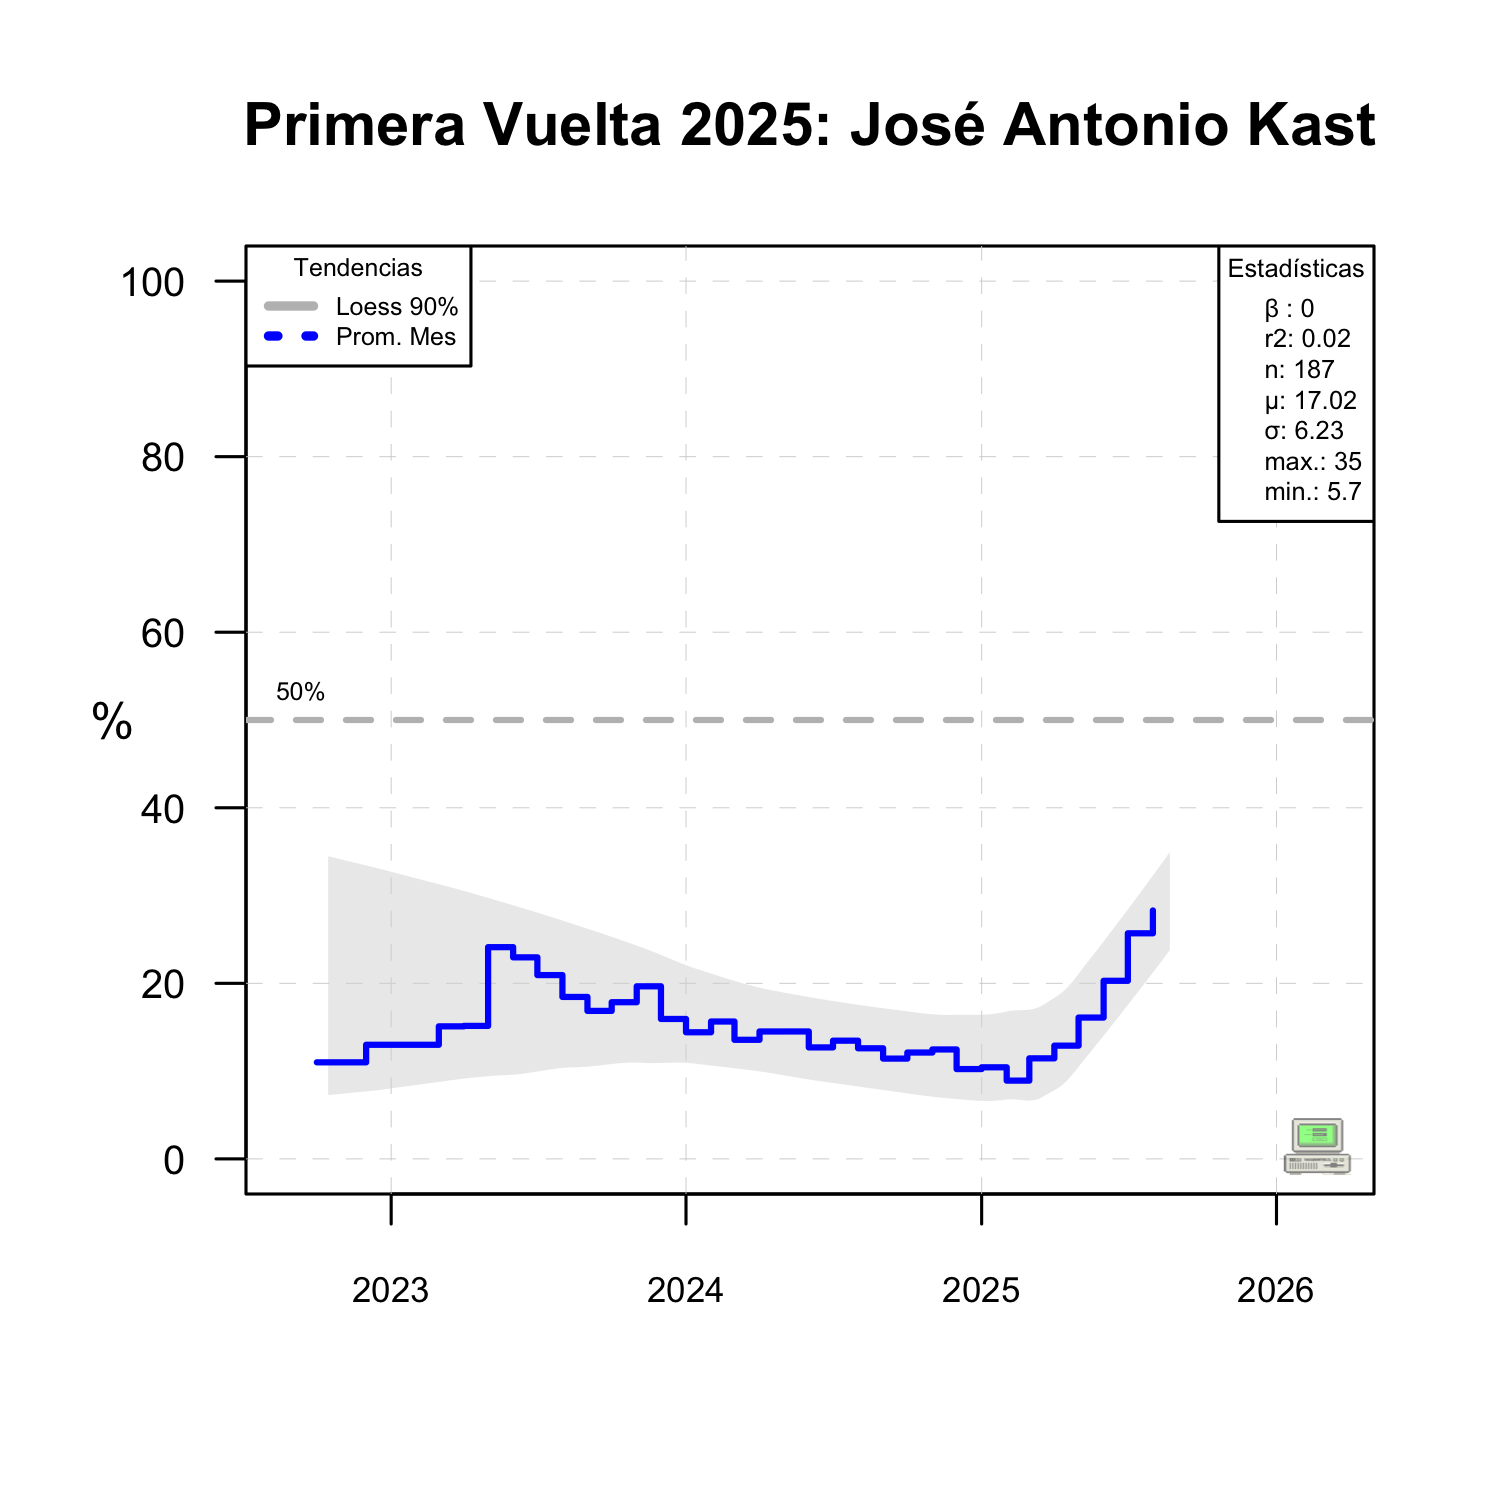 Primera Vuelta 2025: José Antonio Kast
Tendencias
Loess 90%
Prom. Mes
Estadísticas
β : 0
r2: 0.02
n: 187
μ: 17.02
σ: 6.23
max.: 35
min.: 5.7
100
80
60
50%
%
40
20
0
2023
2024
2025
2026